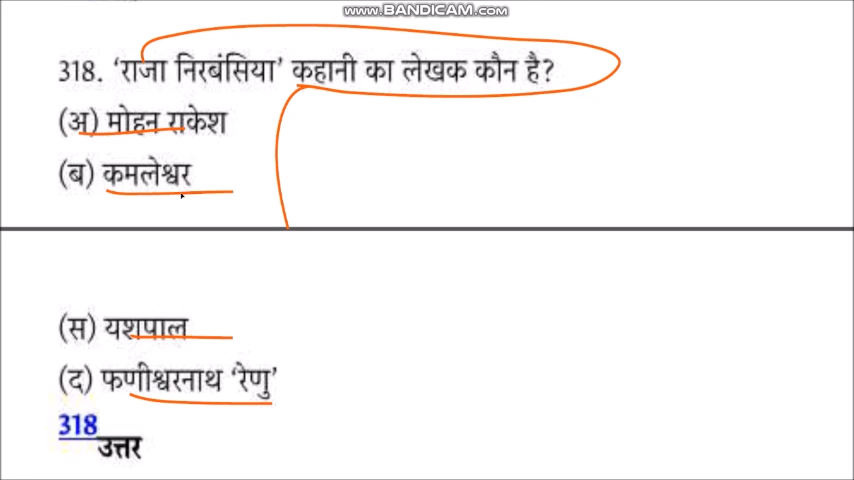 www.BANDICAM.com
318. ‘राजा निरबंसिया’ कहानी का लेखक कौन है?
(अ) मोहन राकेश
(ब) कमलेश्वर
(स) यशपाल
(द) फणीश्वरनाथ ‘रेणु’
318
उत्तर